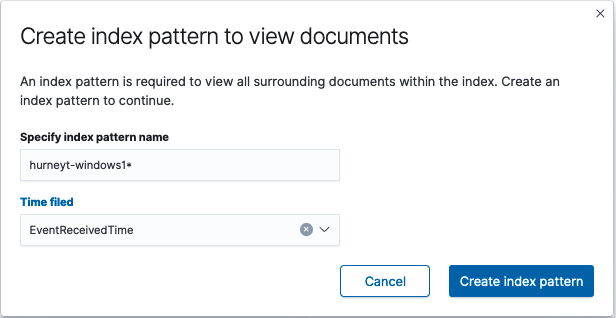 Create index pattern to view documents
An index pattern is required to view all surrounding documents within the index. Create an
index pattern to continue.
Specify index pattern name
hurneyt-windows1*
Time filed
EventReceivedTime
Cancel
Create index pattern